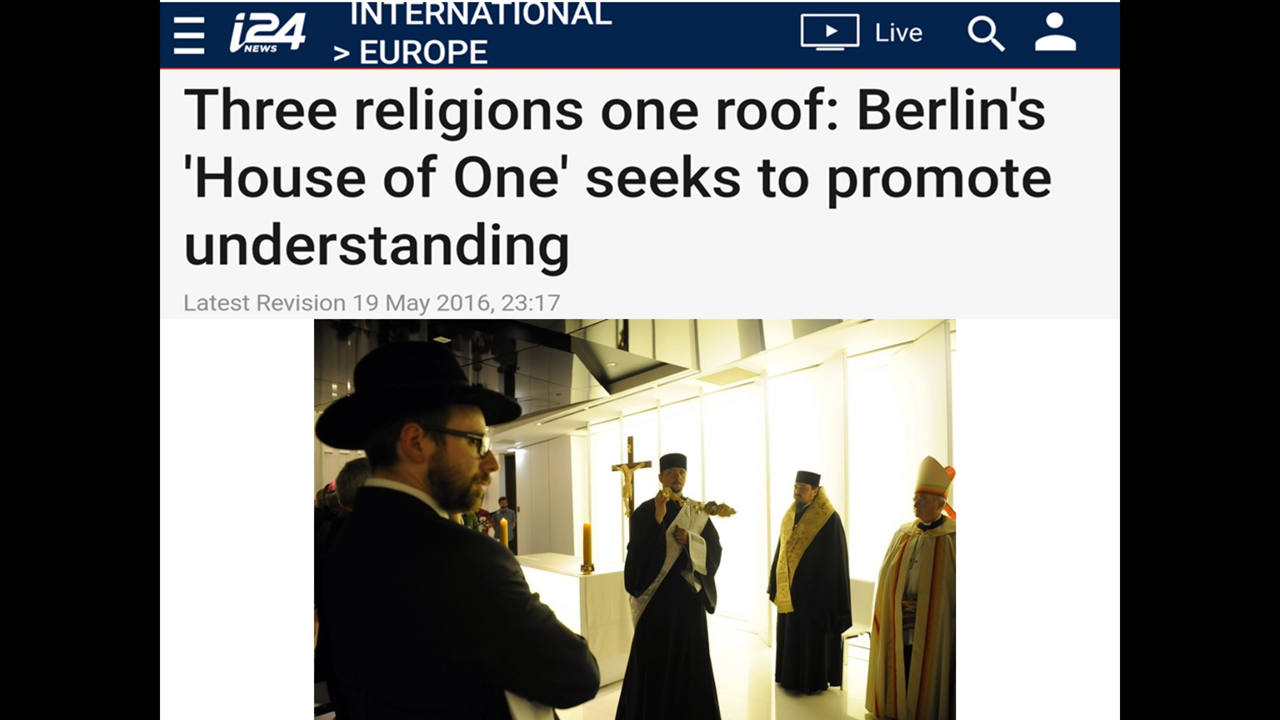 INTERNATIONAL
i24 NEWS > EUROPE Live
Three religions one roof: Berlin's
'House of One' seeks to promote
understanding
Latest Revision 19 May 2016, 23:17